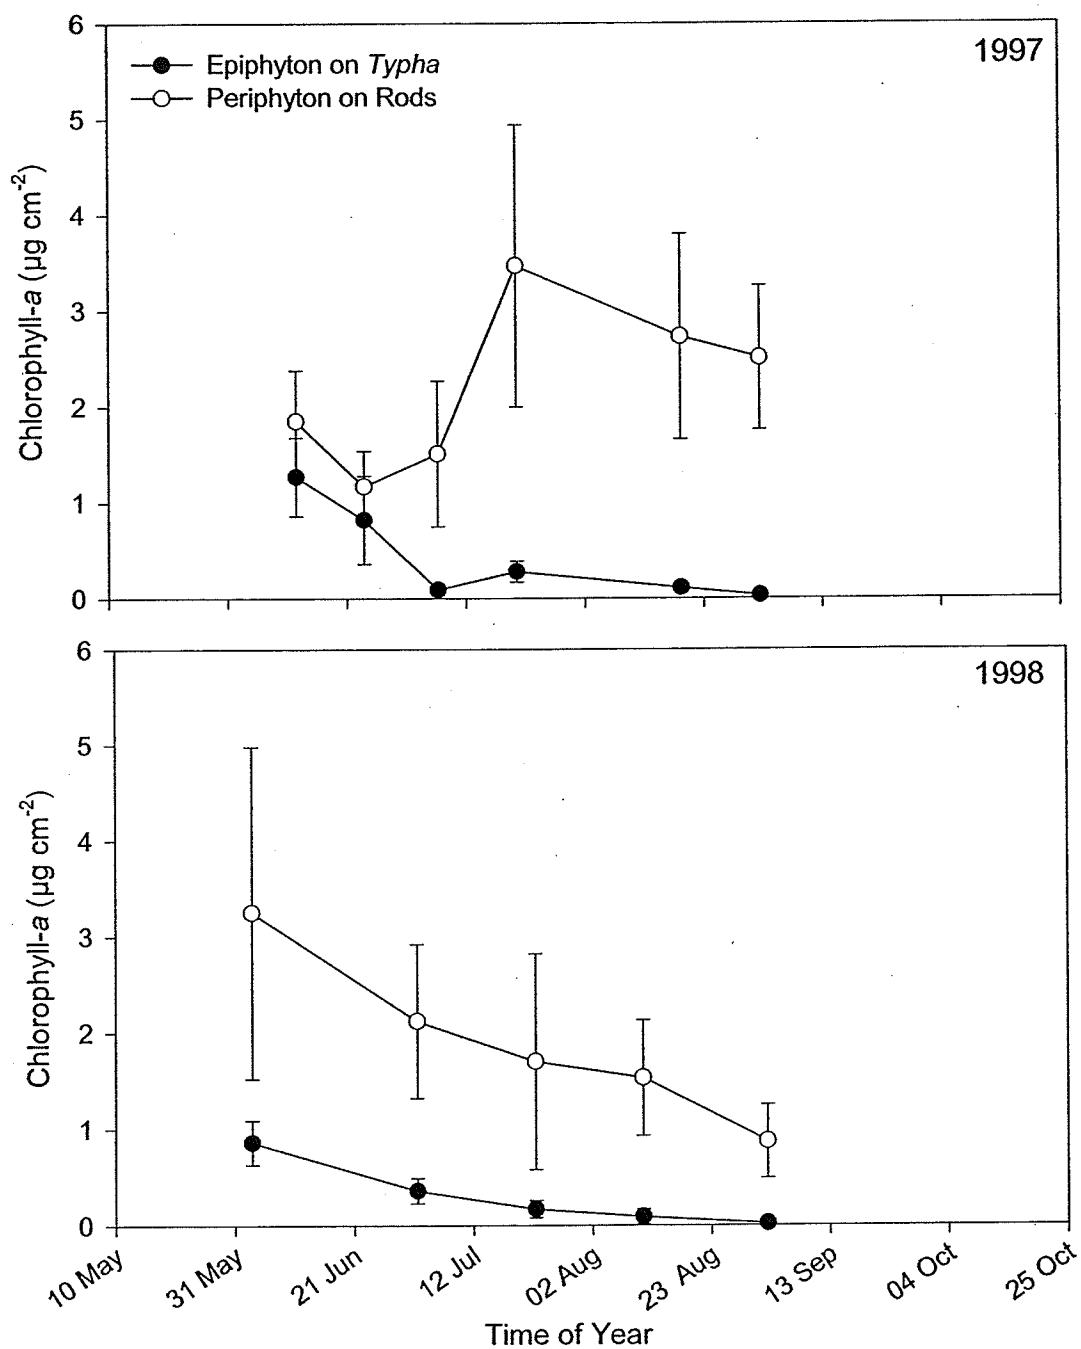 6
1997
Epiphyton on Typha
Periphyton on Rods
5
4
3
2
1
0
Chlorophyll-a (µg cm-2)
6
1998
5
4
3
2
1
0
Chlorophyll-a (µg cm-2)
10 May
31 May
21 Jun
12 Jul
02 Aug
23 Aug
13 Sep
04 Oct
25 Oct
Time of Year